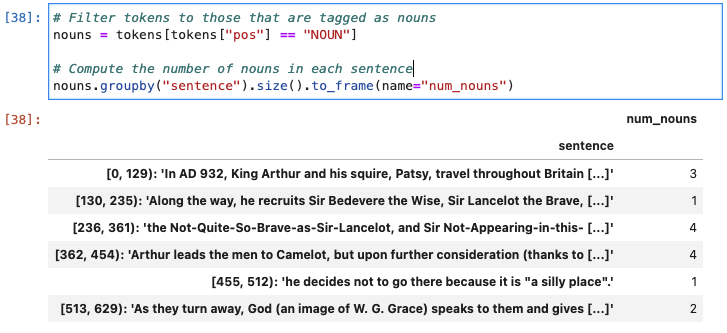 [38]: # Filter tokens to those that are tagged as nouns
nouns = tokens[tokens["pos"] == "NOUN"]
# Compute the number of nouns in each sentence
nouns.groupby("sentence").size().to_frame(name="num_nouns")
[38]: num_nouns
sentence
[0, 129): 'In AD 932, King Arthur and his squire, Patsy, travel throughout Britain [...]' 3
[130, 235): 'Along the way, he recruits Sir Bedevere the Wise, Sir Lancelot the Brave, [...]' 1
[236, 361): 'the Not-Quite-So-Brave-as-Sir-Lancelot, and Sir Not-Appearing-in-this- [...]' 4
[362, 454): 'Arthur leads the men to Camelot, but upon further consideration (thanks to [...]' 4
[455, 512): 'he decides not to go there because it is "a silly place".' 1
[513, 629): 'As they turn away, God (an image of W. G. Grace) speaks to them and gives [...]' 2